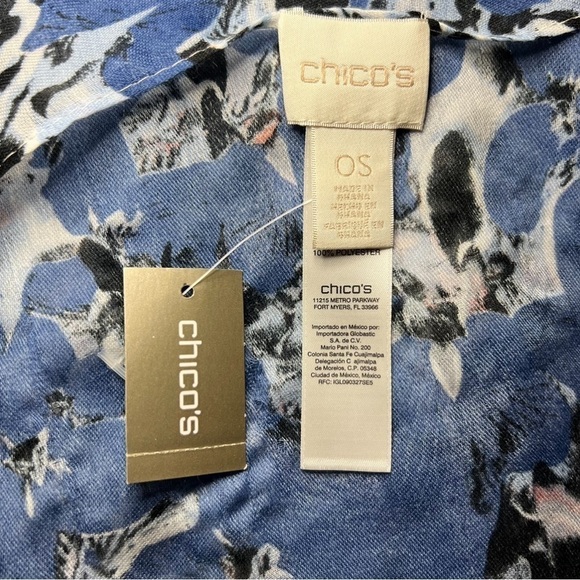 chico's
OS
MADE IN
GHANA
HECHO EN
GHANA
FABRIQUÉ EN
GHANA
100% POLYESTER
chico's
11215 METRO PARKWAY
FORT MYERS, FL 33966
Importado en México por:
Importadora Globastic
S.A. de C.V.
Mario Pani No. 200
Colonia Santa Fe Cuajimalpa
Delegación C ajimalpa
de Morelos, C.P. 05348
Ciudad de México, México
RFC: IGL090327SE5
chico's